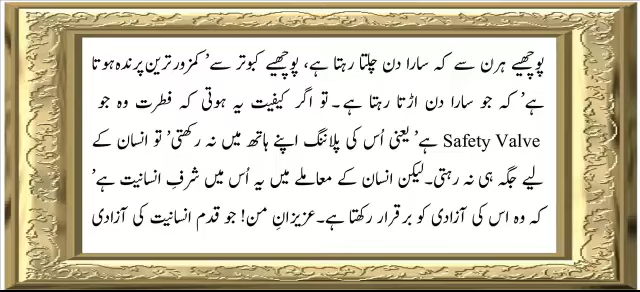 پوچھیے ہرن سے کہ سارا دن چلتا رہتا ہے، پوچھیے کبوتر سے’ کمزور ترین پرندہ ہوتا
ہے’ کہ جو سارا دن اڑتا رہتا ہے۔ تو اگر کیفیت یہ ہوتی کہ فطرت وہ جو
Safety Valve ہے’ یعنی اُس کی پلاننگ اپنے ہاتھ میں نہ رکھتی’ تو انسان کے
لیے جگہ ہی نہ رہتی۔ لیکن انسان کے معاملے میں یہ اُس میں شرفِ انسانیت ہے’
کہ وہ اس کی آزادی کو برقرار رکھتا ہے۔ عزیزانِ من! جو قدم انسانیت کی آزادی